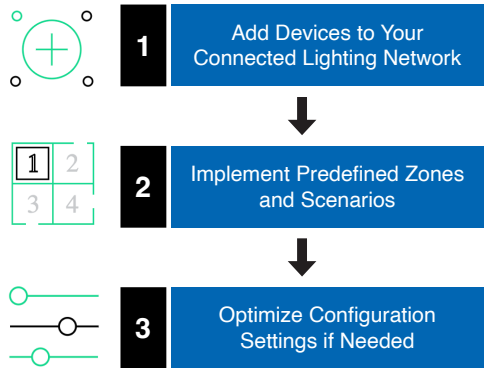 1
Add Devices to Your
Connected Lighting Network
1 2
3 4
2
Implement Predefined Zones
and Scenarios
3
Optimize Configuration
Settings if Needed